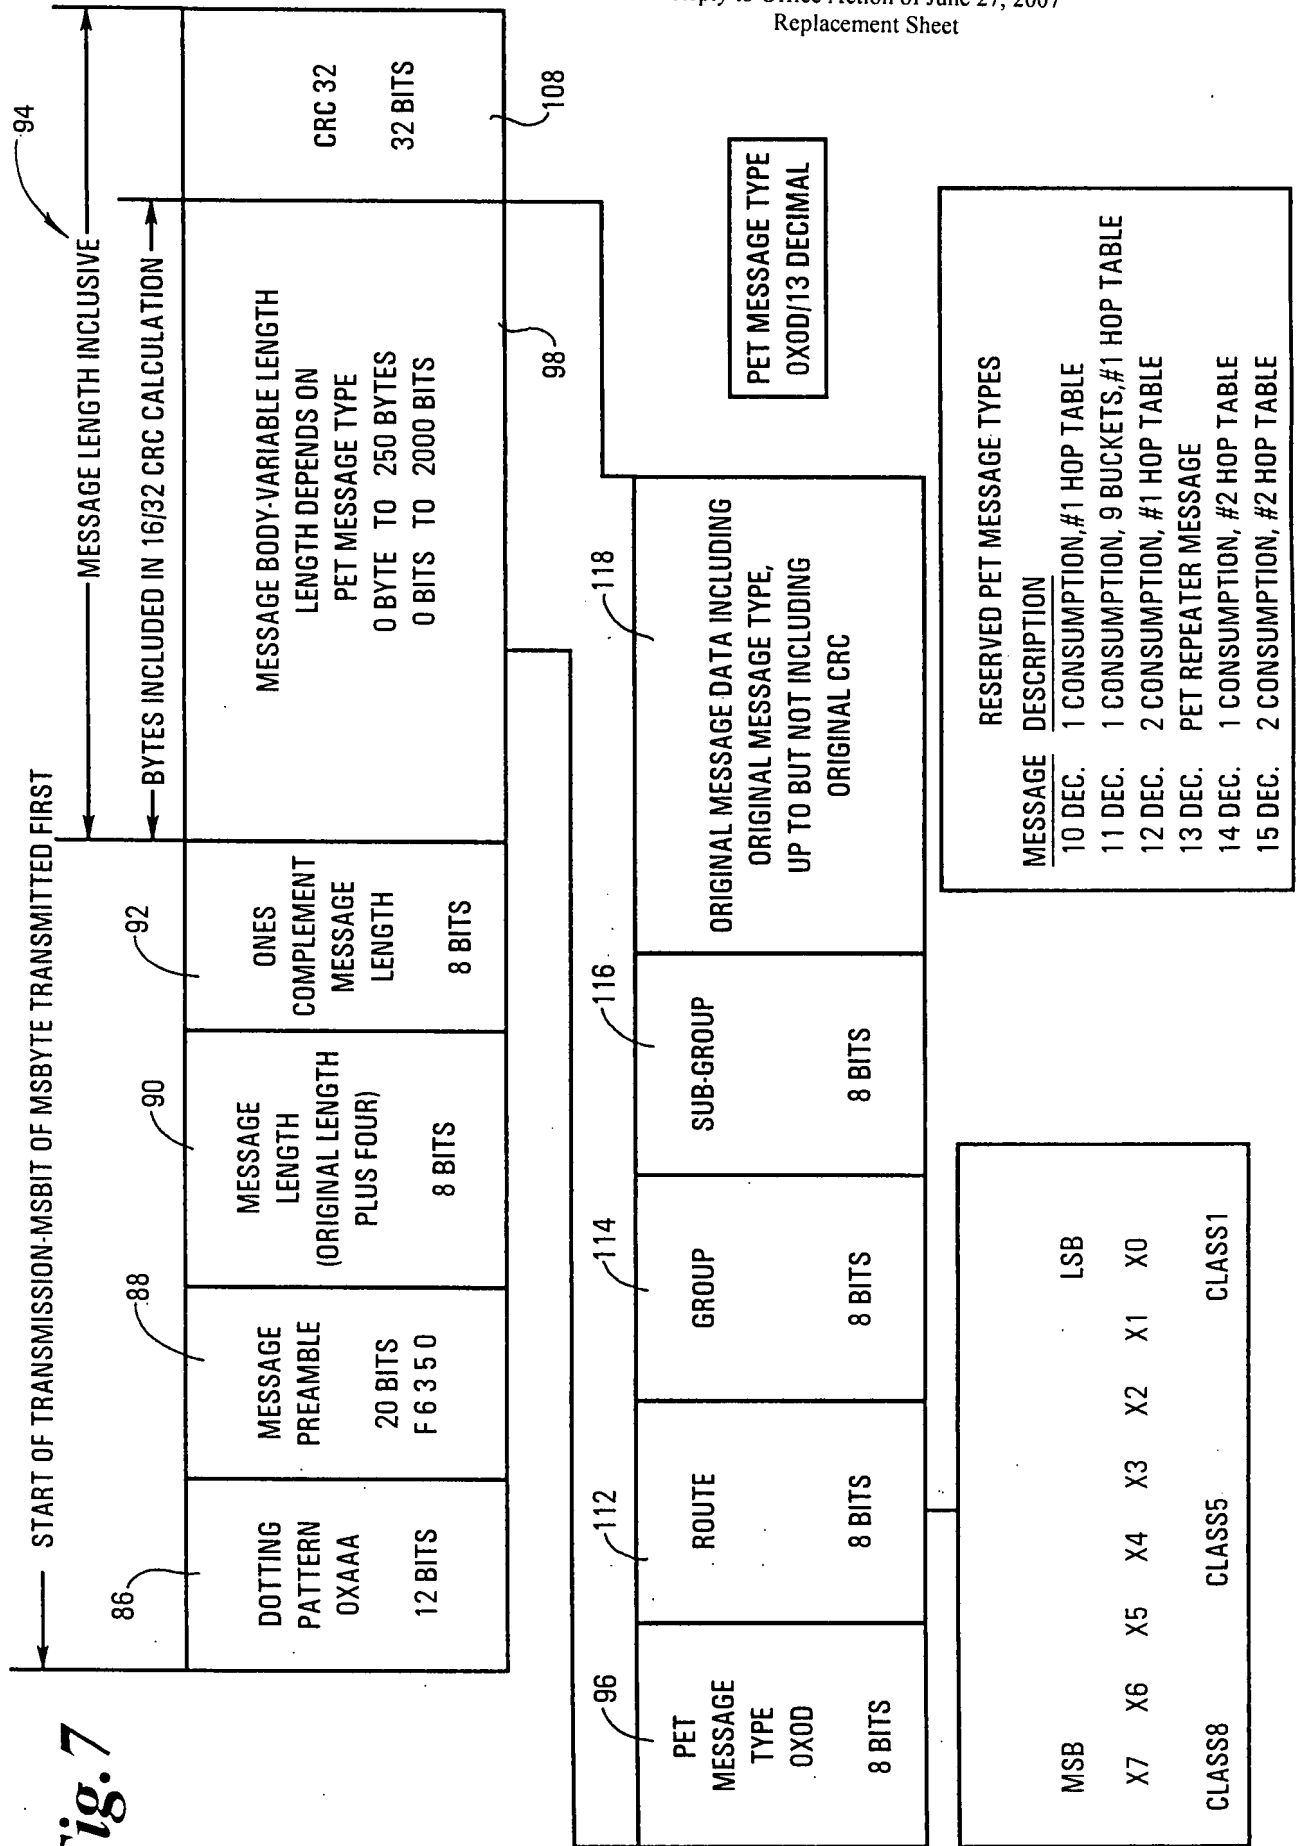 Reply to Office Action of June 27, 2007
Replacement Sheet
Fig. 7
START OF TRANSMISSION-MSBIT OF MSBYTE TRANSMITTED FIRST
94
MESSAGE LENGTH INCLUSIVE
BYTES INCLUDED IN 16/32 CRC CALCULATION
86
DOTTING
PATTERN
0XAAA
12 BITS
88
MESSAGE
PREAMBLE
20 BITS
F 6 3 5 0
90
MESSAGE
LENGTH
(ORIGINAL LENGTH
PLUS FOUR)
8 BITS
92
ONES
COMPLEMENT
MESSAGE
LENGTH
8 BITS
MESSAGE BODY-VARIABLE LENGTH
LENGTH DEPENDS ON
PET MESSAGE TYPE
0 BYTE TO 250 BYTES
0 BITS TO 2000 BITS
98
CRC 32
32 BITS
108
96
PET
MESSAGE
TYPE
0X0D
8 BITS
112
ROUTE
8 BITS
114
GROUP
8 BITS
116
SUB-GROUP
8 BITS
118
ORIGINAL MESSAGE DATA INCLUDING
ORIGINAL MESSAGE TYPE,
UP TO BUT NOT INCLUDING
ORIGINAL CRC
PET MESSAGE TYPE
0X0D/13 DECIMAL
MSB LSB
X7 X6 X5 X4 X3 X2 X1 X0
CLASS8 CLASS5 CLASS1
RESERVED PET MESSAGE TYPES
MESSAGE DESCRIPTION
10 DEC. 1 CONSUMPTION,#1 HOP TABLE
11 DEC. 1 CONSUMPTION, 9 BUCKETS,#1 HOP TABLE
12 DEC. 2 CONSUMPTION, #1 HOP TABLE
13 DEC. PET REPEATER MESSAGE
14 DEC. 1 CONSUMPTION, #2 HOP TABLE
15 DEC. 2 CONSUMPTION, #2 HOP TABLE